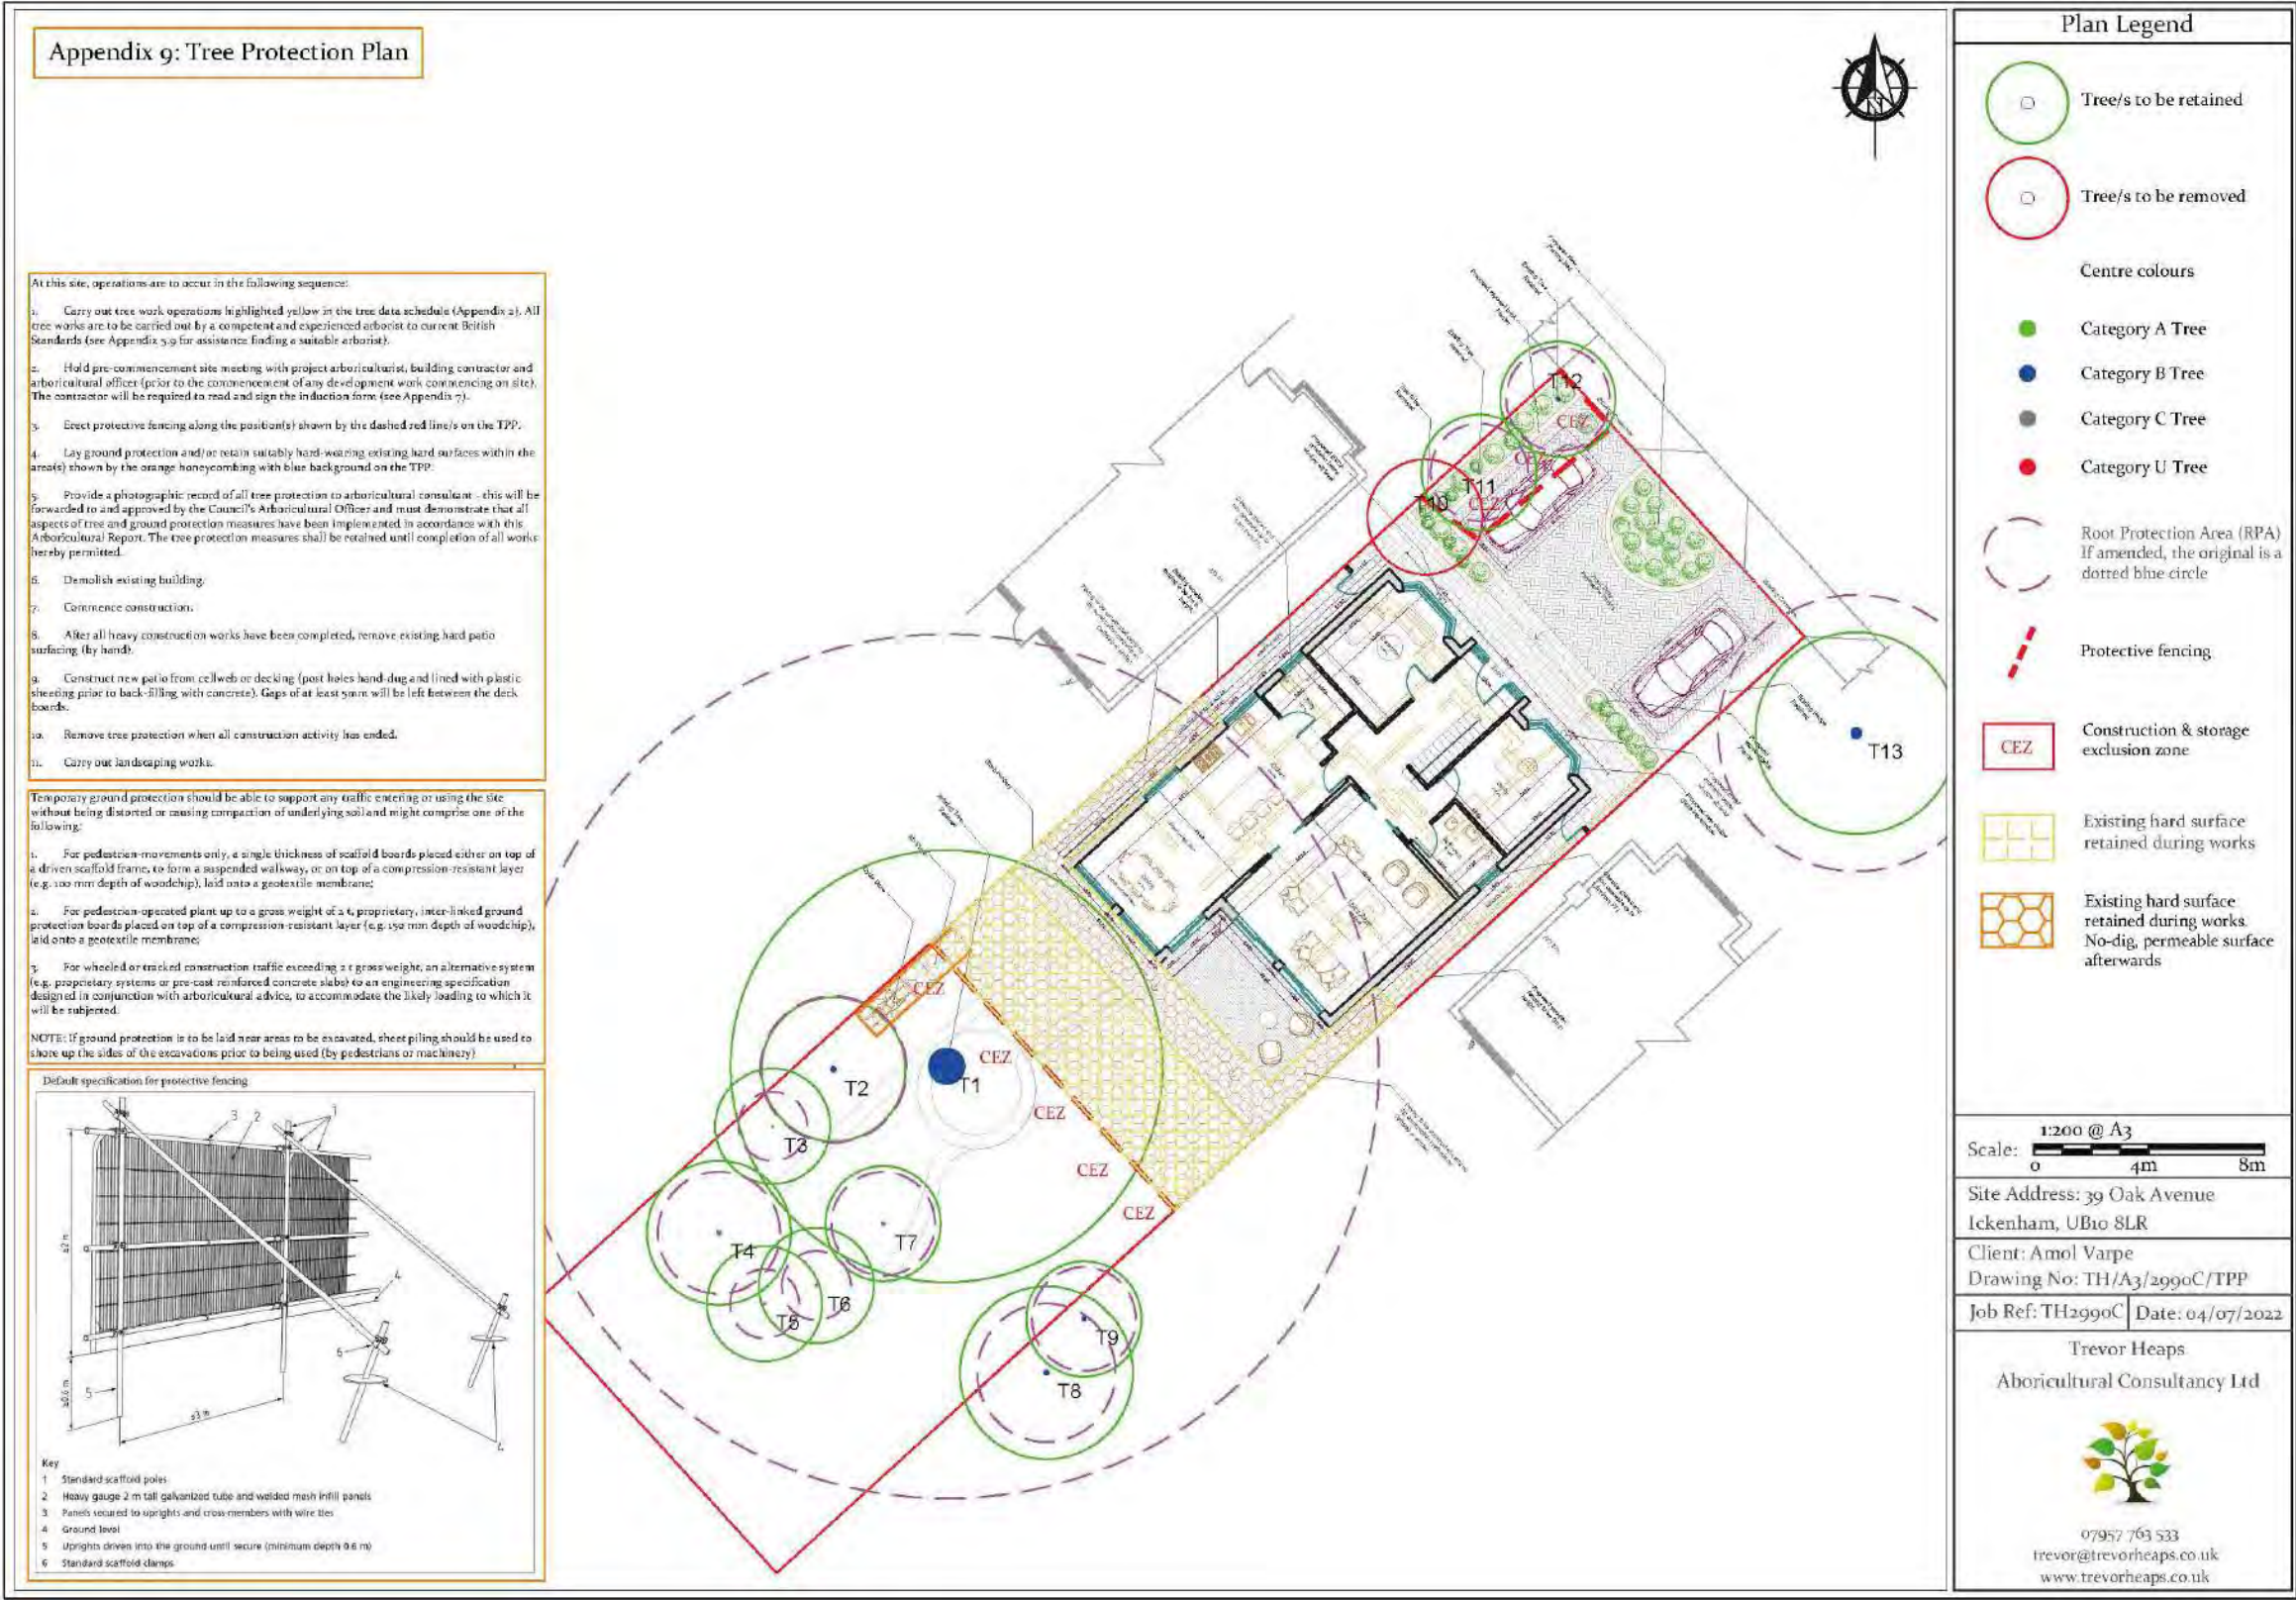 Appendix 9: Tree Protection Plan
At this site, operations are to occur in the following sequence:
1. Carry out tree work operations highlighted yellow in the tree data schedule (Appendix 2). All
tree works are to be carried out by a competent and experienced arborist to current British
Standards (see Appendix 5.9 for assistance finding a suitable arborist).
2. Hold pre-commencement site meeting with project arboriculturist, building contractor and
arboricultural officer (prior to the commencement of any development work commencing on site).
The contractor will be required to read and sign the induction form (see Appendix 7).
3. Erect protective fencing along the position(s) shown by the dashed red line/s on the TPP.
4. Lay ground protection and/or retain suitably hard-wearing existing hard surfaces within the
area(s) shown by the orange honeycombing with blue background on the TPP.
5. Provide a photographic record of all tree protection to arboricultural consultant - this will be
forwarded to and approved by the Council's Arboricultural Officer and must demonstrate that all
aspects of tree and ground protection measures have been implemented in accordance with this
Arboricultural Report. The tree protection measures shall be retained until completion of all works
hereby permitted.
6. Demolish existing building.
7. Commence construction.
8. After all heavy construction works have been completed, remove existing hard patio
surfacing (by hand).
9. Construct new patio from cellweb or decking (post holes hand-dug and lined with plastic
sheeting prior to back-filling with concrete). Gaps of at least 5mm will be left between the deck
boards.
10. Remove tree protection when all construction activity has ended.
11. Carry out landscaping works.
Temporary ground protection should be able to support any traffic entering or using the site
without being distorted or causing compaction of underlying soil and might comprise one of the
following:
1. For pedestrian-movements only, a single thickness of scaffold boards placed either on top of
a driven scaffold frame, to form a suspended walkway, or on top of a compression-resistant layer
(e.g. 100 mm depth of woodchip), laid onto a geotextile membrane;
2. For pedestrian-operated plant up to a gross weight of 2 t, proprietary, inter-linked ground
protection boards placed on top of a compression-resistant layer (e.g. 150 mm depth of woodchip),
laid onto a geotextile membrane;
3. For wheeled or tracked construction traffic exceeding 2 t gross weight, an alternative system
(e.g. proprietary systems or pre-cast reinforced concrete slabs) to an engineering specification
designed in conjunction with arboricultural advice, to accommodate the likely loading to which it
will be subjected.
NOTE: If ground protection is to be laid near areas to be excavated, sheet piling should be used to
shore up the sides of the excavations prior to being used (by pedestrians or machinery)
Default specification for protective fencing
3 2 1
4
6
5
4
Key
1 Standard scaffold poles
2 Heavy gauge 2 m tall galvanized tube and welded mesh infill panels
3 Panels secured to uprights and cross-members with wire ties
4 Ground level
5 Uprights driven into the ground until secure (minimum depth 0.6 m)
6 Standard scaffold clamps
N
T12
CEZ
T11
T10
CEZ
T13
CEZ
T2
T1
CEZ
CEZ
T3
CEZ
CEZ
T4
T7
T6
T5
T9
T8
Plan Legend
Tree/s to be retained
Tree/s to be removed
Centre colours
Category A Tree
Category B Tree
Category C Tree
Category U Tree
Root Protection Area (RPA)
If amended, the original is a
dotted blue circle
Protective fencing
CEZ
Construction & storage
exclusion zone
Existing hard surface
retained during works
Existing hard surface
retained during works.
No-dig, permeable surface
afterwards
1:200 @ A3
Scale:
0 4m 8m
Site Address: 39 Oak Avenue
Ickenham, UB10 8LR
Client: Amol Varpe
Drawing No: TH/A3/2990C/TPP
Job Ref: TH2990C Date: 04/07/2022
Trevor Heaps
Aboricultural Consultancy Ltd
07957 763 533
trevor@trevorheaps.co.uk
www.trevorheaps.co.uk